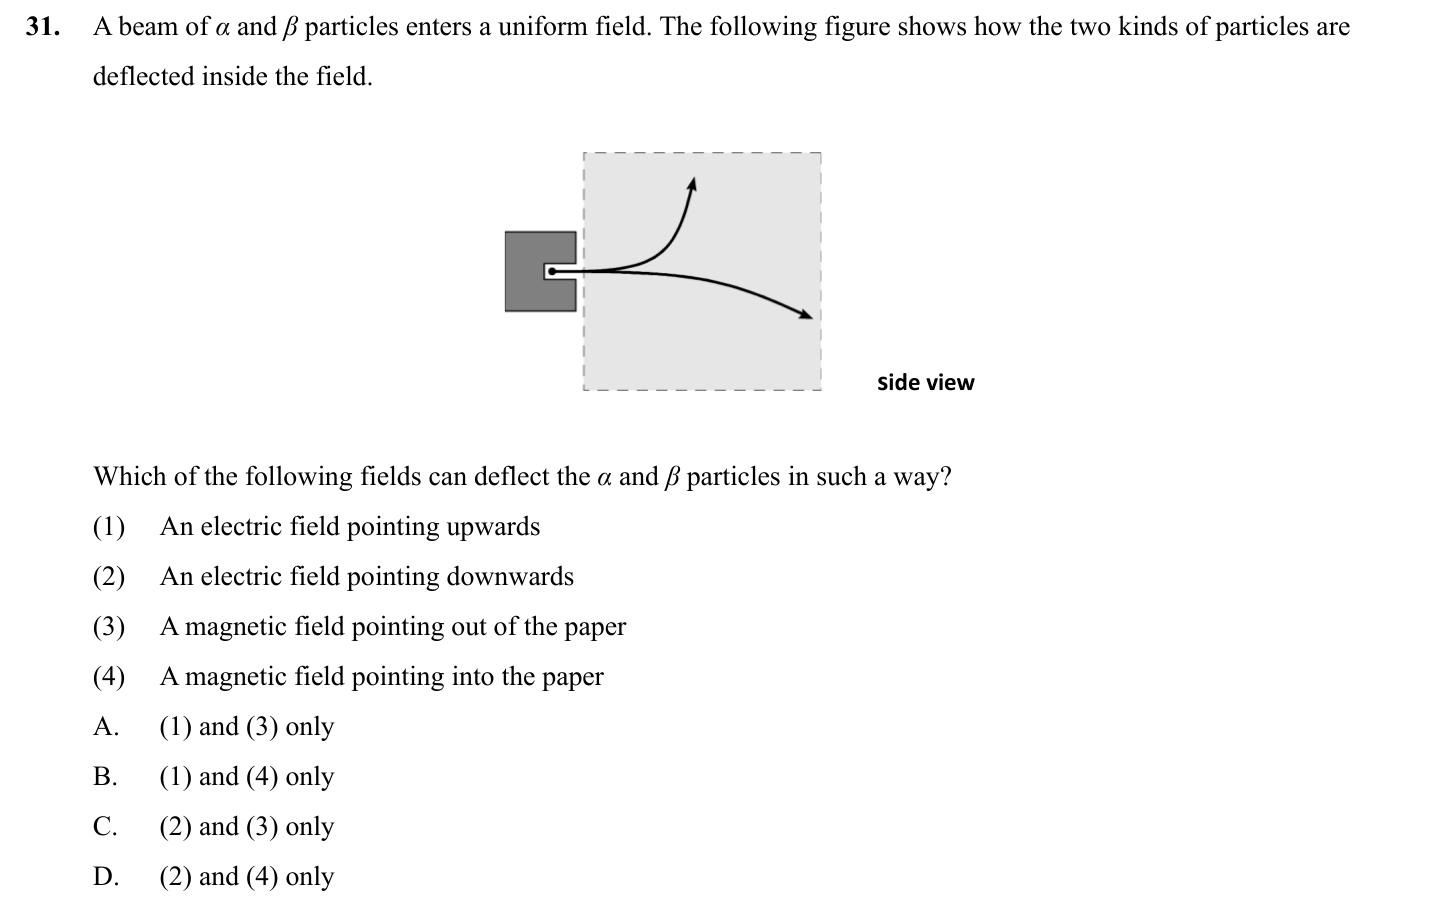 31. A beam of α and β particles enters a uniform field. The following figure shows how the two kinds of particles are
deflected inside the field.
side view
Which of the following fields can deflect the α and β particles in such a way?
(1) An electric field pointing upwards
(2) An electric field pointing downwards
(3) A magnetic field pointing out of the paper
(4) A magnetic field pointing into the paper
A. (1) and (3) only
B. (1) and (4) only
C. (2) and (3) only
D. (2) and (4) only